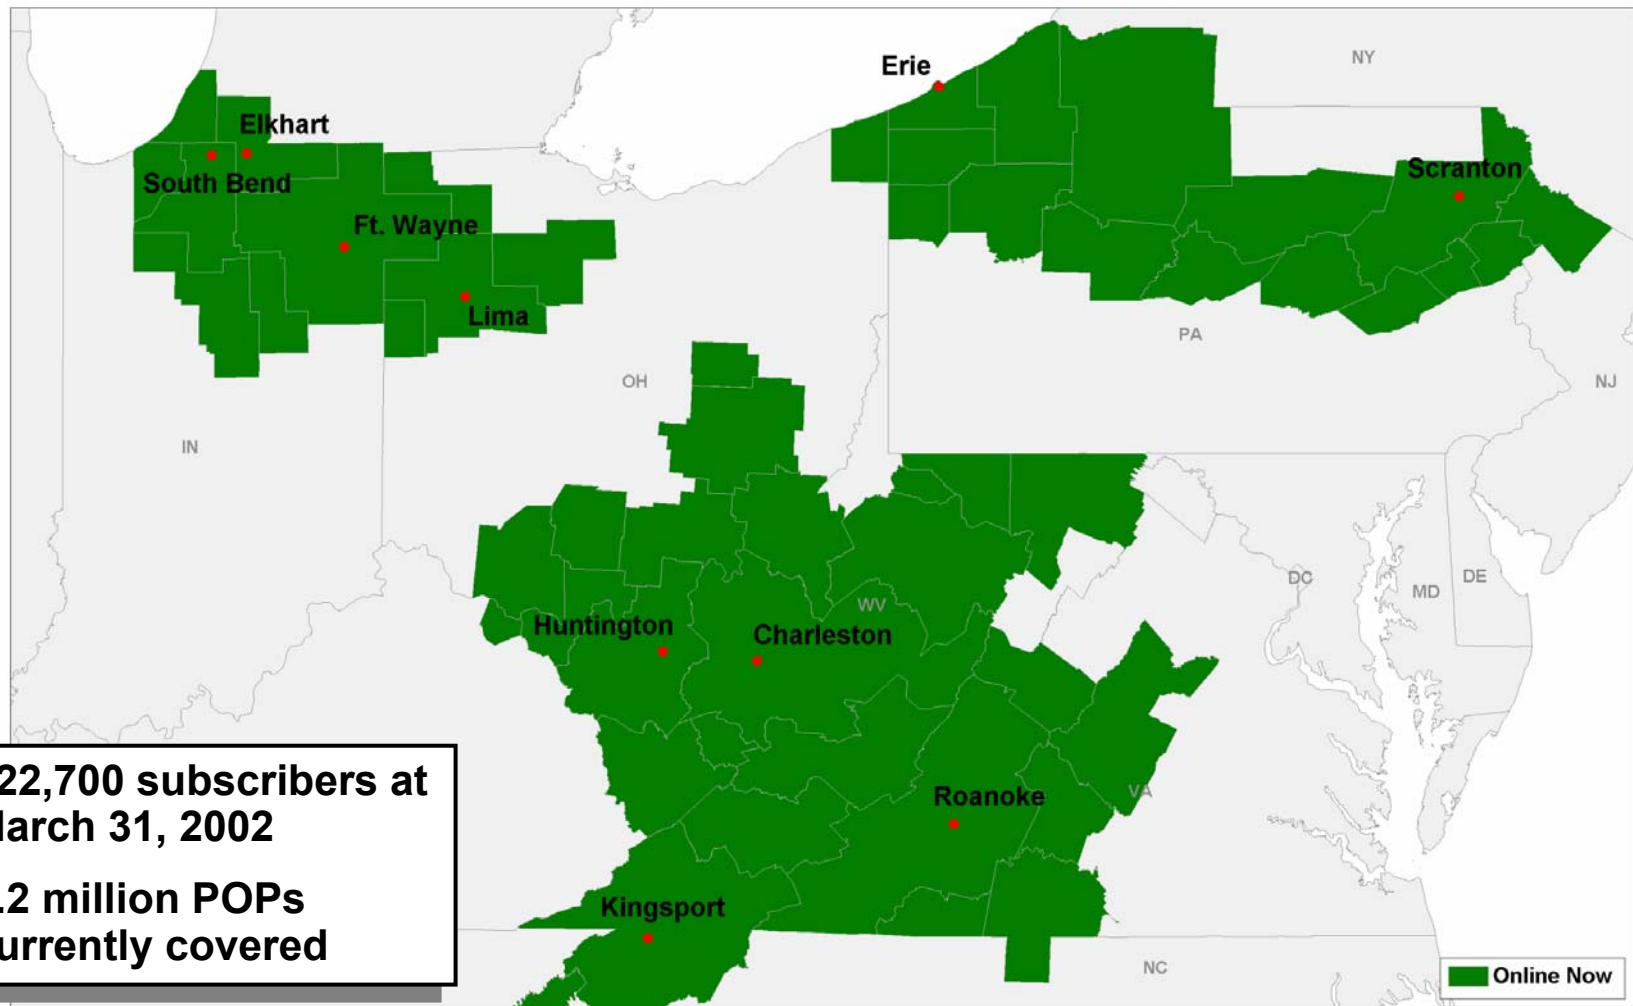 Erie
NY
Elkhart
South Bend
Scranton
Ft. Wayne
Lima
PA
OH
NJ
IN
WV
DC
MD
DE
Huntington
Charleston
22,700 subscribers at
arch 31, 2002
.2 million POPs
urrently covered
Roanoke
VA
Kingsport
NC
Online Now